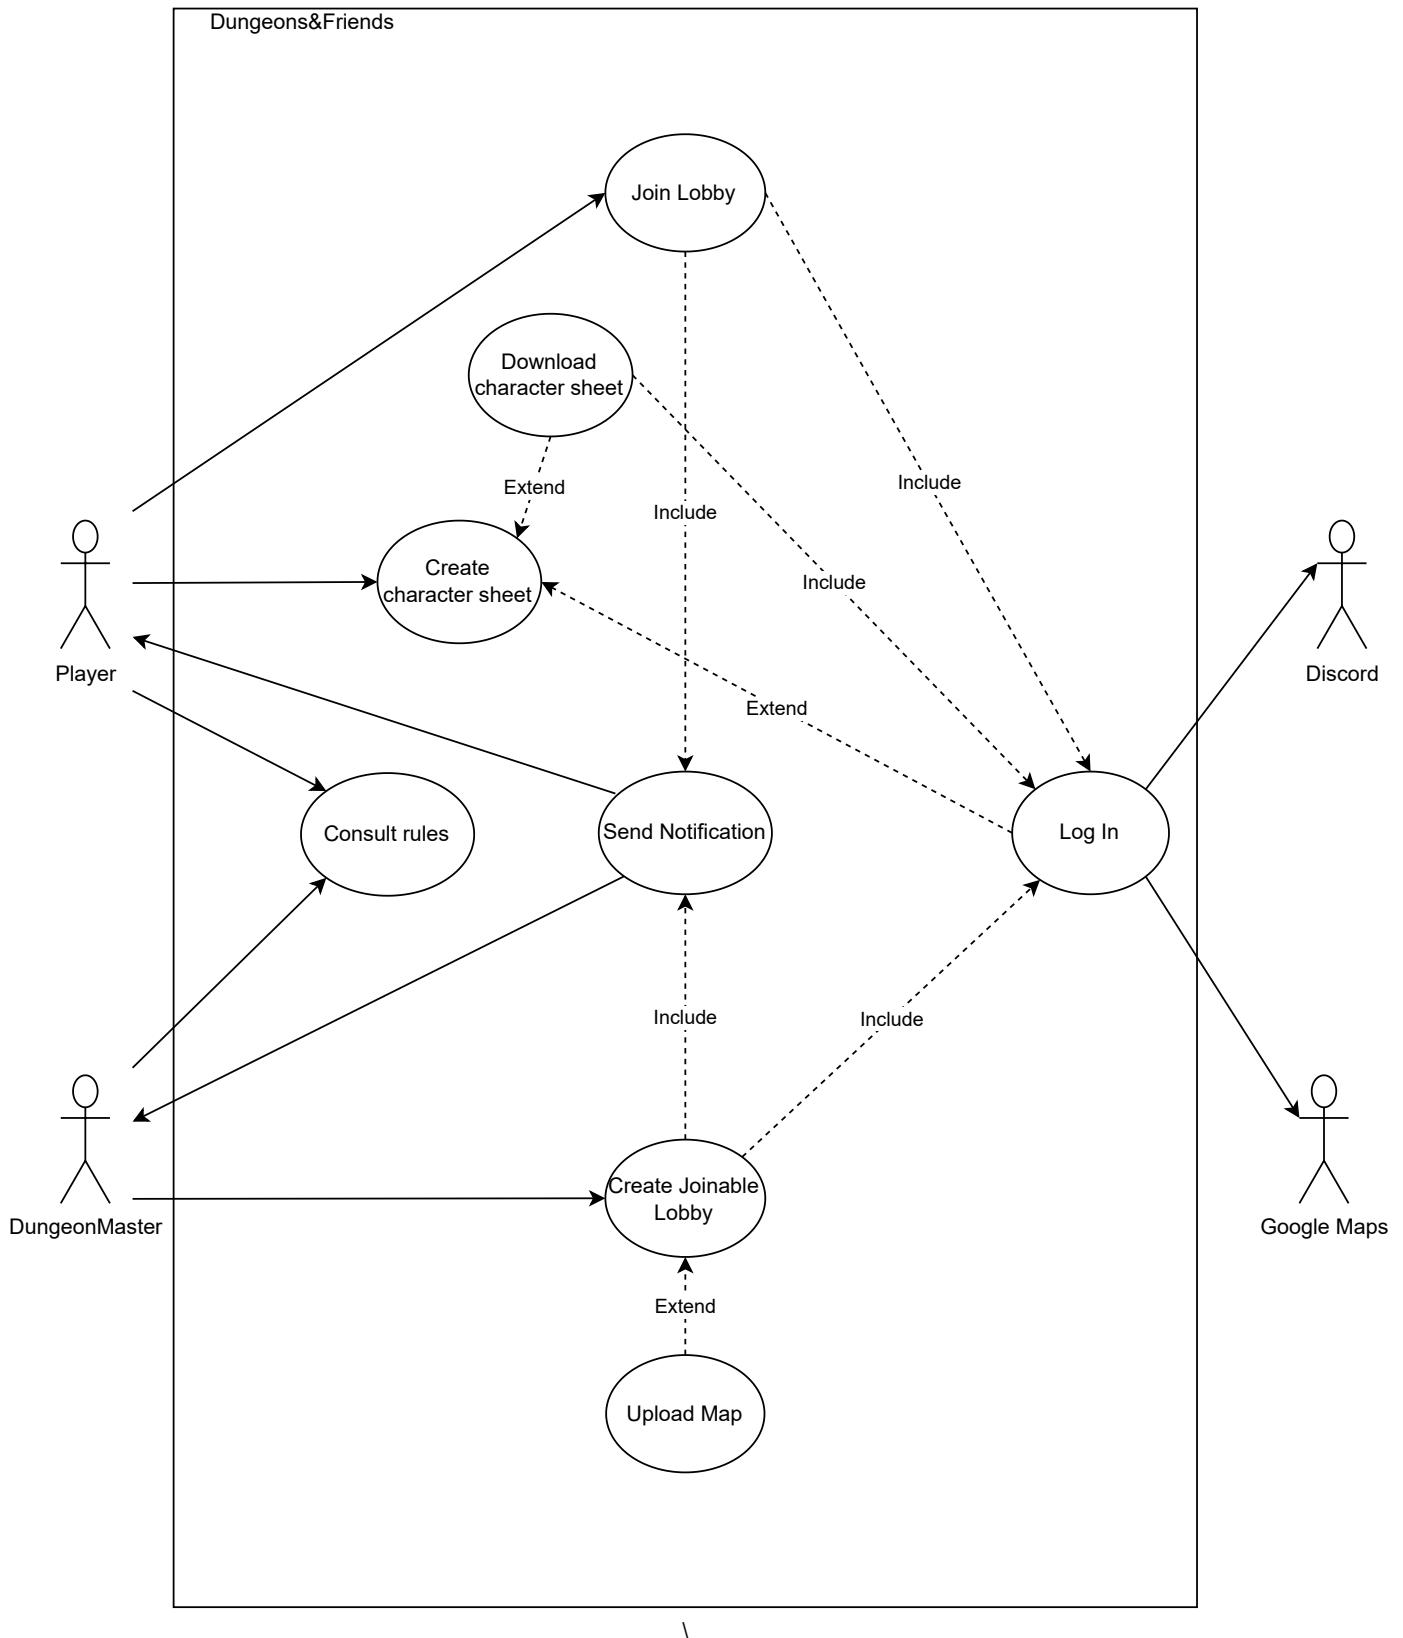 Dungeons&Friends
Join Lobby
Download
character sheet
Extend
Include
Include
Create
character sheet
Include
Player
Discord
Extend
Consult rules
Send Notification
Log In
Include
Include
DungeonMaster
Create Joinable
Lobby
Google Maps
Extend
Upload Map
\